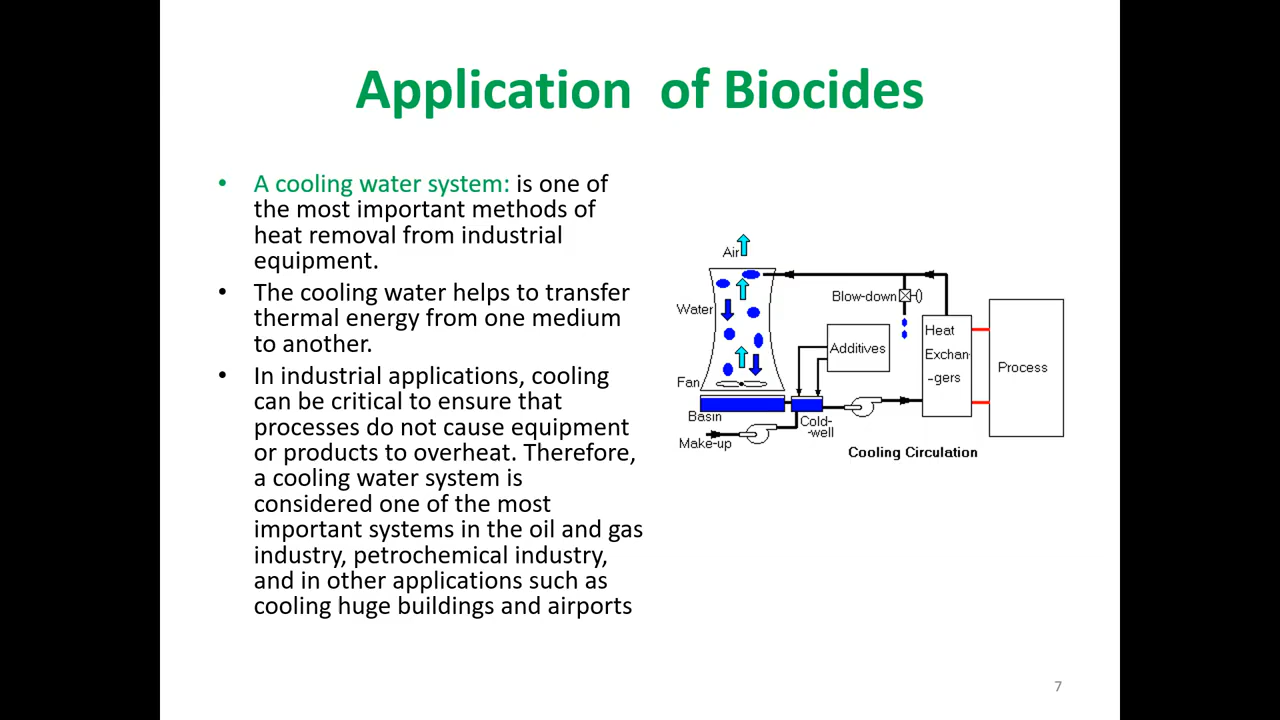 Application  of Biocides
• A cooling water system: is one of
the most important methods of
heat removal from industrial
equipment.
• The cooling water helps to transfer
thermal energy from one medium
to another.
• In industrial applications, cooling
can be critical to ensure that
processes do not cause equipment
or products to overheat. Therefore,
a cooling water system is
considered one of the most
important systems in the oil and gas
industry, petrochemical industry,
and in other applications such as
cooling huge buildings and airports
Air
Blow-down
Water
Heat
Exchan-
-gers
Additives
Process
Fan
Basin
Cold-
-well
Make-up
Cooling Circulation
7